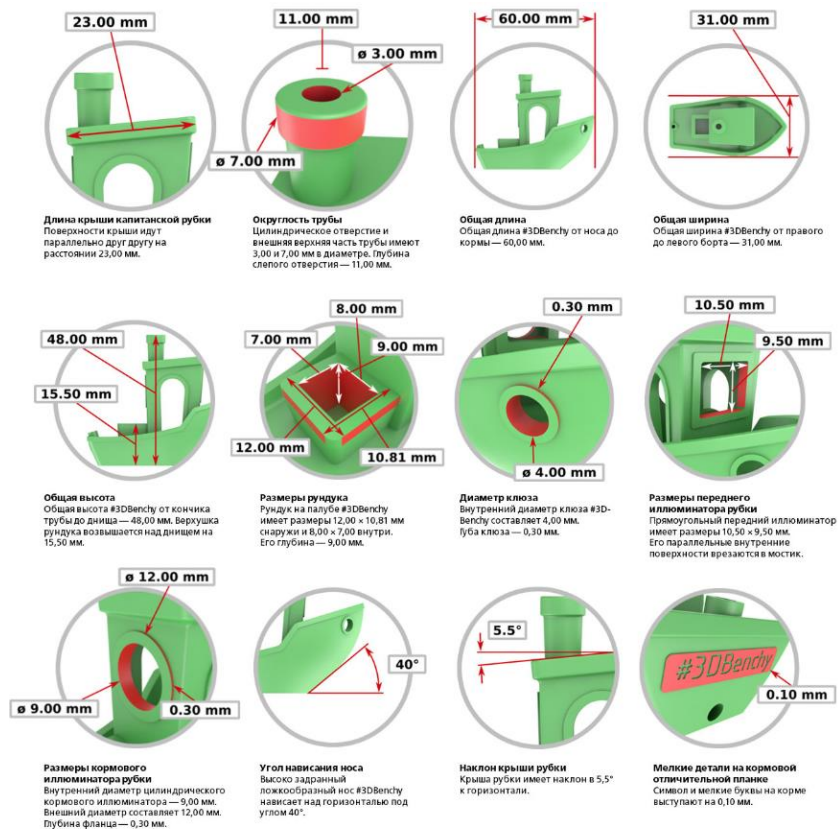 23.00 mm
11.00 mm
ø 3.00 mm
ø 7.00 mm
60.00 mm
31.00 mm
Длина крыши капитанской рубки
Поверхности крыши идут
параллельно друг другу на
расстоянии 23,00 мм.
Округлость трубы
Цилиндрическое отверстие и
внешняя верхняя часть трубы имеют
3,00 и 7,00 мм в диаметре. Глубина
слепого отверстия — 11,00 мм.
Общая длина
Общая длина #3DBenchy от носа до
кормы — 60,00 мм.
Общая ширина
Общая ширина #3DBenchy от правого
до левого борта — 31,00 мм.
48.00 mm
15.50 mm
8.00 mm
7.00 mm
9.00 mm
12.00 mm
10.81 mm
0.30 mm
ø 4.00 mm
10.50 mm
9.50 mm
Общая высота
Общая высота #3DBenchy от кончика
трубы до днища — 48,00 мм. Верхушка
рундука возвышается над днищем на
15,50 мм.
Размеры рундука
Рундук на палубе #3DBenchy
имеет размеры 12,00 × 10,81 мм
снаружи и 8,00 × 7,00 внутри.
Его глубина — 9,00 мм.
Диаметр клюза
Внутренний диаметр клюза #3D-
Benchy составляет 4,00 мм.
Губа клюза — 0,30 мм.
Размеры переднего
иллюминатора рубки
Прямоугольный передний иллюминатор
имеет размеры 10,50 × 9,50 мм.
Его параллельные внутренние
поверхности врезаются в мостик.
ø 12.00 mm
ø 9.00 mm
0.30 mm
40°
5.5°
#3DBenchy
0.10 mm
Размеры кормового
иллюминатора рубки
Внутренний диаметр цилиндрического
кормового иллюминатора — 9,00 мм.
Внешний диаметр составляет 12,00 мм.
Глубина фланца — 0,30 мм.
Угол нависания носа
Высоко задранный
ложкообразный нос #3DBenchy
нависает над горизонталью под
углом 40°.
Наклон крыши рубки
Крыша рубки имеет наклон в 5,5°
к горизонтали.
Мелкие детали на кормовой
отличительной планке
Символ и мелкие буквы на корме
выступают на 0,10 мм.